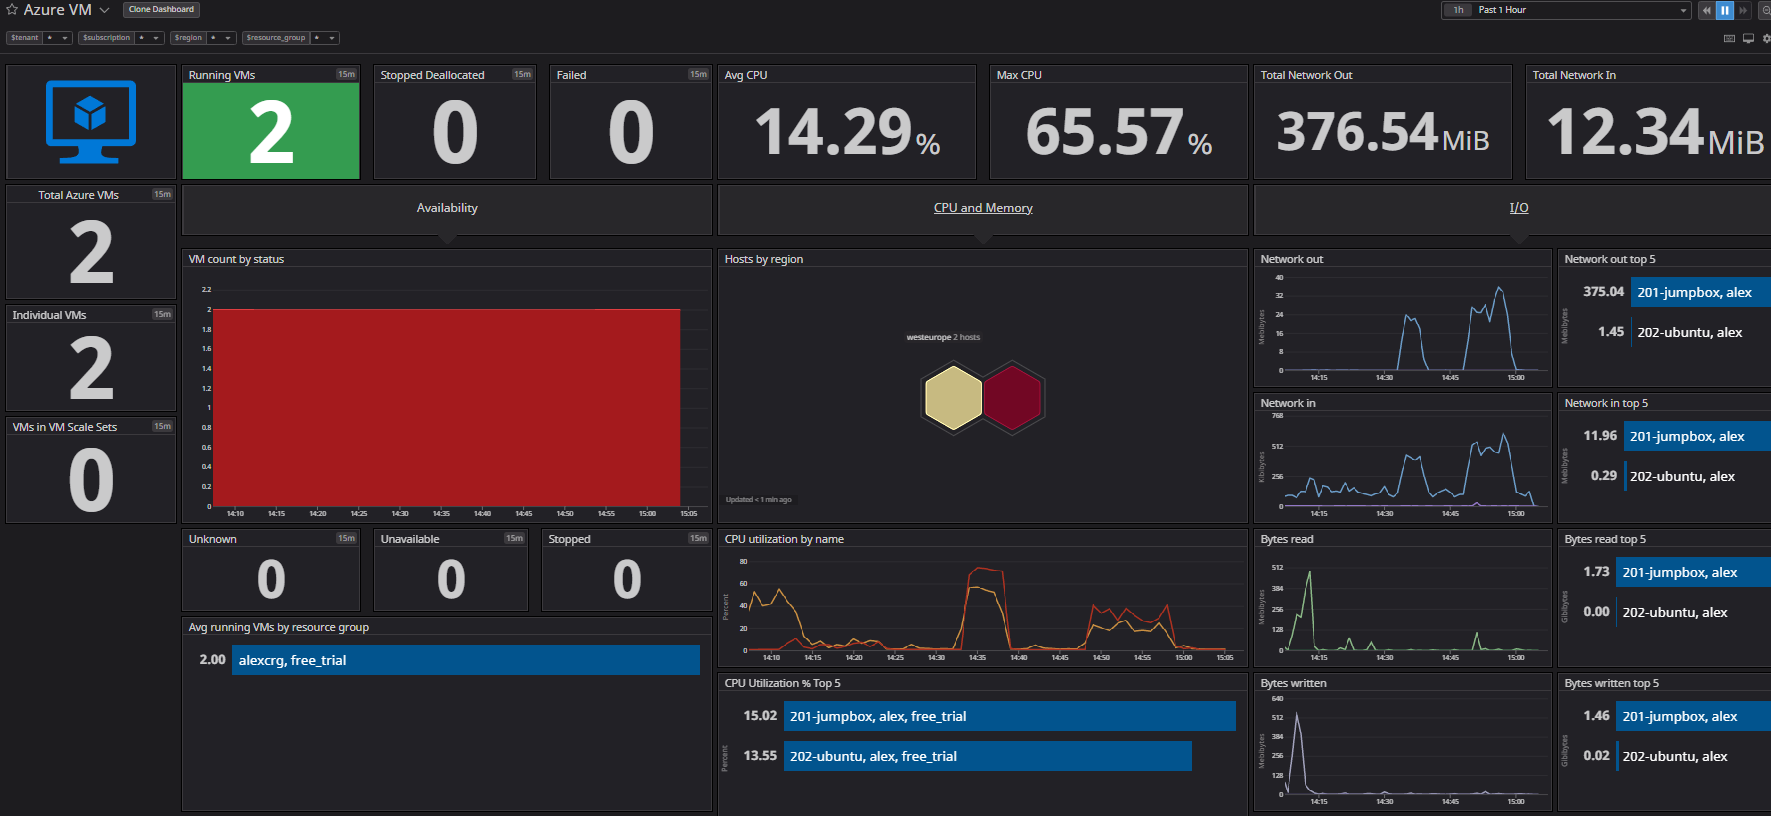 Azure VM
Clone Dashboard
1h Past 1 Hour
$tenant *
$subscription *
$region *
$resource_group *
Running VMs 15m
2
Stopped Deallocated 15m
0
Failed 15m
0
Avg CPU
14.29 %
Max CPU
65.57 %
Total Network Out
376.54 MiB
Total Network In
12.34 MiB
Total Azure VMs 15m
2
Individual VMs 15m
2
VMs in VM Scale Sets 15m
0
Availability
CPU and Memory
I/O
VM count by status
2.2
2
1.8
1.6
1.4
1.2
1
0.8
0.6
0.4
0.2
0
14:10 14:15 14:20 14:25 14:30 14:35 14:40 14:45 14:50 14:55 15:00 15:05
Hosts by region
westeurope 2 hosts
Updated < 1 min ago
Network out
Mebibytes
40
32
24
16
8
0
14:15 14:30 14:45 15:00
Network out top 5
Mebibytes
375.04 201-jumpbox, alex
1.45 202-ubuntu, alex
Network in
Kibibytes
768
512
256
0
14:15 14:30 14:45 15:00
Network in top 5
Mebibytes
11.96 201-jumpbox, alex
0.29 202-ubuntu, alex
Unknown 15m
0
Unavailable 15m
0
Stopped 15m
0
Avg running VMs by resource group
2.00 alexcrg, free_trial
CPU utilization by name
Percent
80
60
40
20
0
14:10 14:15 14:20 14:25 14:30 14:35 14:40 14:45 14:50 14:55 15:00 15:05
CPU Utilization % Top 5
Percent
15.02 201-jumpbox, alex, free_trial
13.55 202-ubuntu, alex, free_trial
Bytes read
Mebibytes
512
384
256
128
0
14:15 14:30 14:45 15:00
Bytes read top 5
Gibibytes
1.73 201-jumpbox, alex
0.00 202-ubuntu, alex
Bytes written
Mebibytes
640
512
384
256
128
0
14:15 14:30 14:45 15:00
Bytes written top 5
Gibibytes
1.46 201-jumpbox, alex
0.02 202-ubuntu, alex